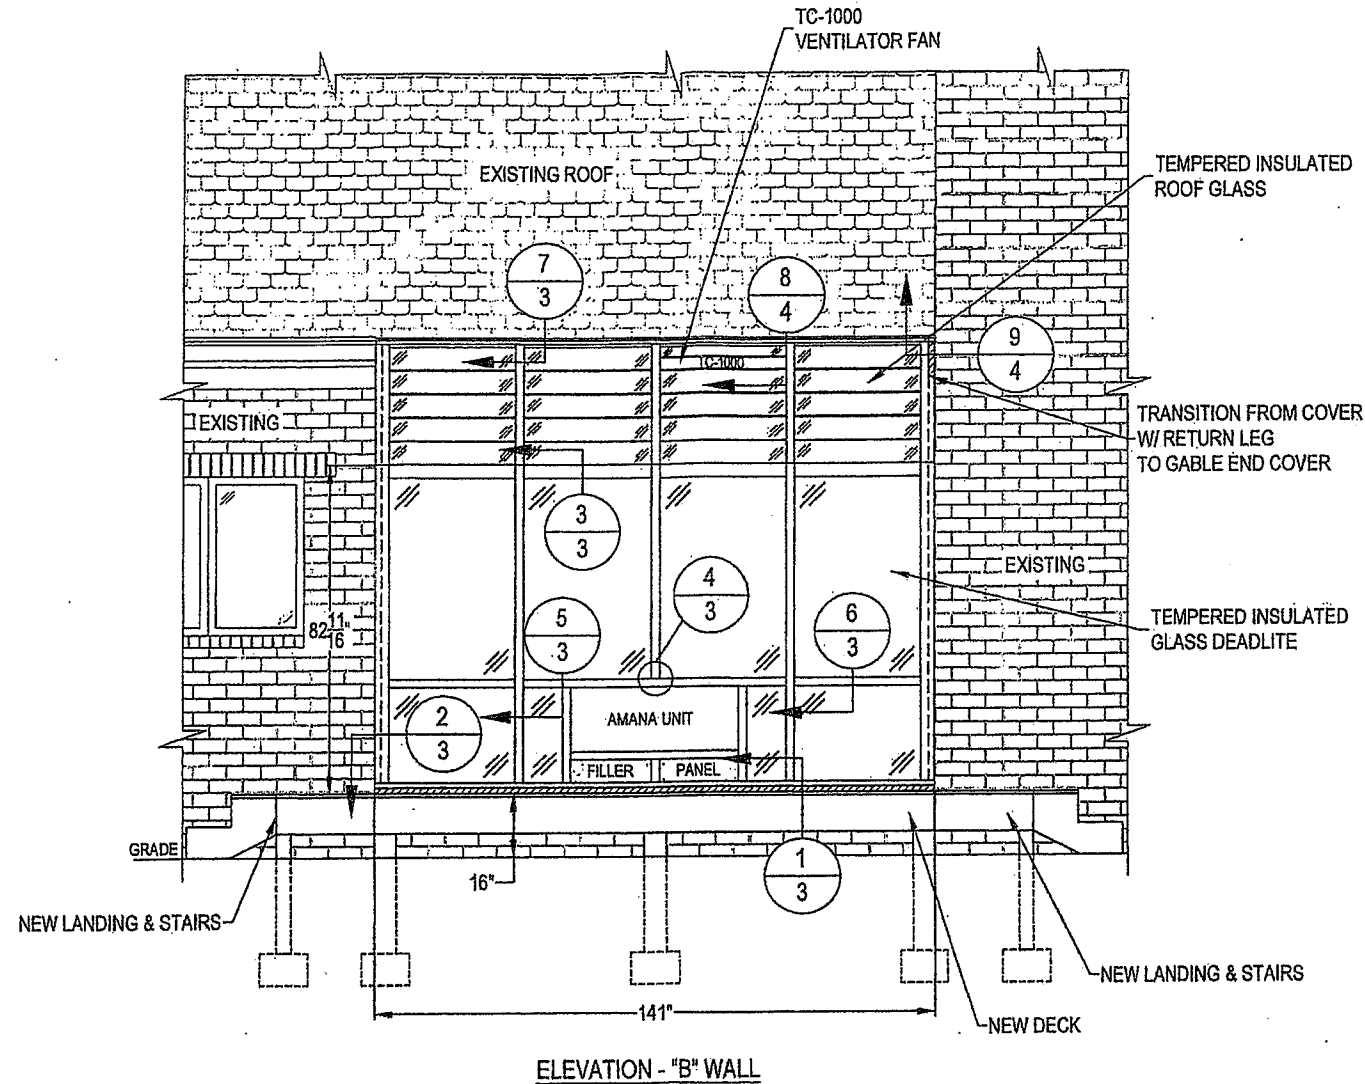 TC-1000
VENTILATOR FAN
EXISTING ROOF
TEMPERED INSULATED
ROOF GLASS
7
3
8
4
9
4
TC-1000
EXISTING
TRANSITION FROM COVER
W/ RETURN LEG
TO GABLE END COVER
3
3
EXISTING
4
3
5
3
6
3
82 11/16"
TEMPERED INSULATED
GLASS DEADLITE
2
3
AMANA UNIT
FILLER PANEL
GRADE
16"
1
3
NEW LANDING & STAIRS
NEW LANDING & STAIRS
141"
NEW DECK
ELEVATION - "B" WALL